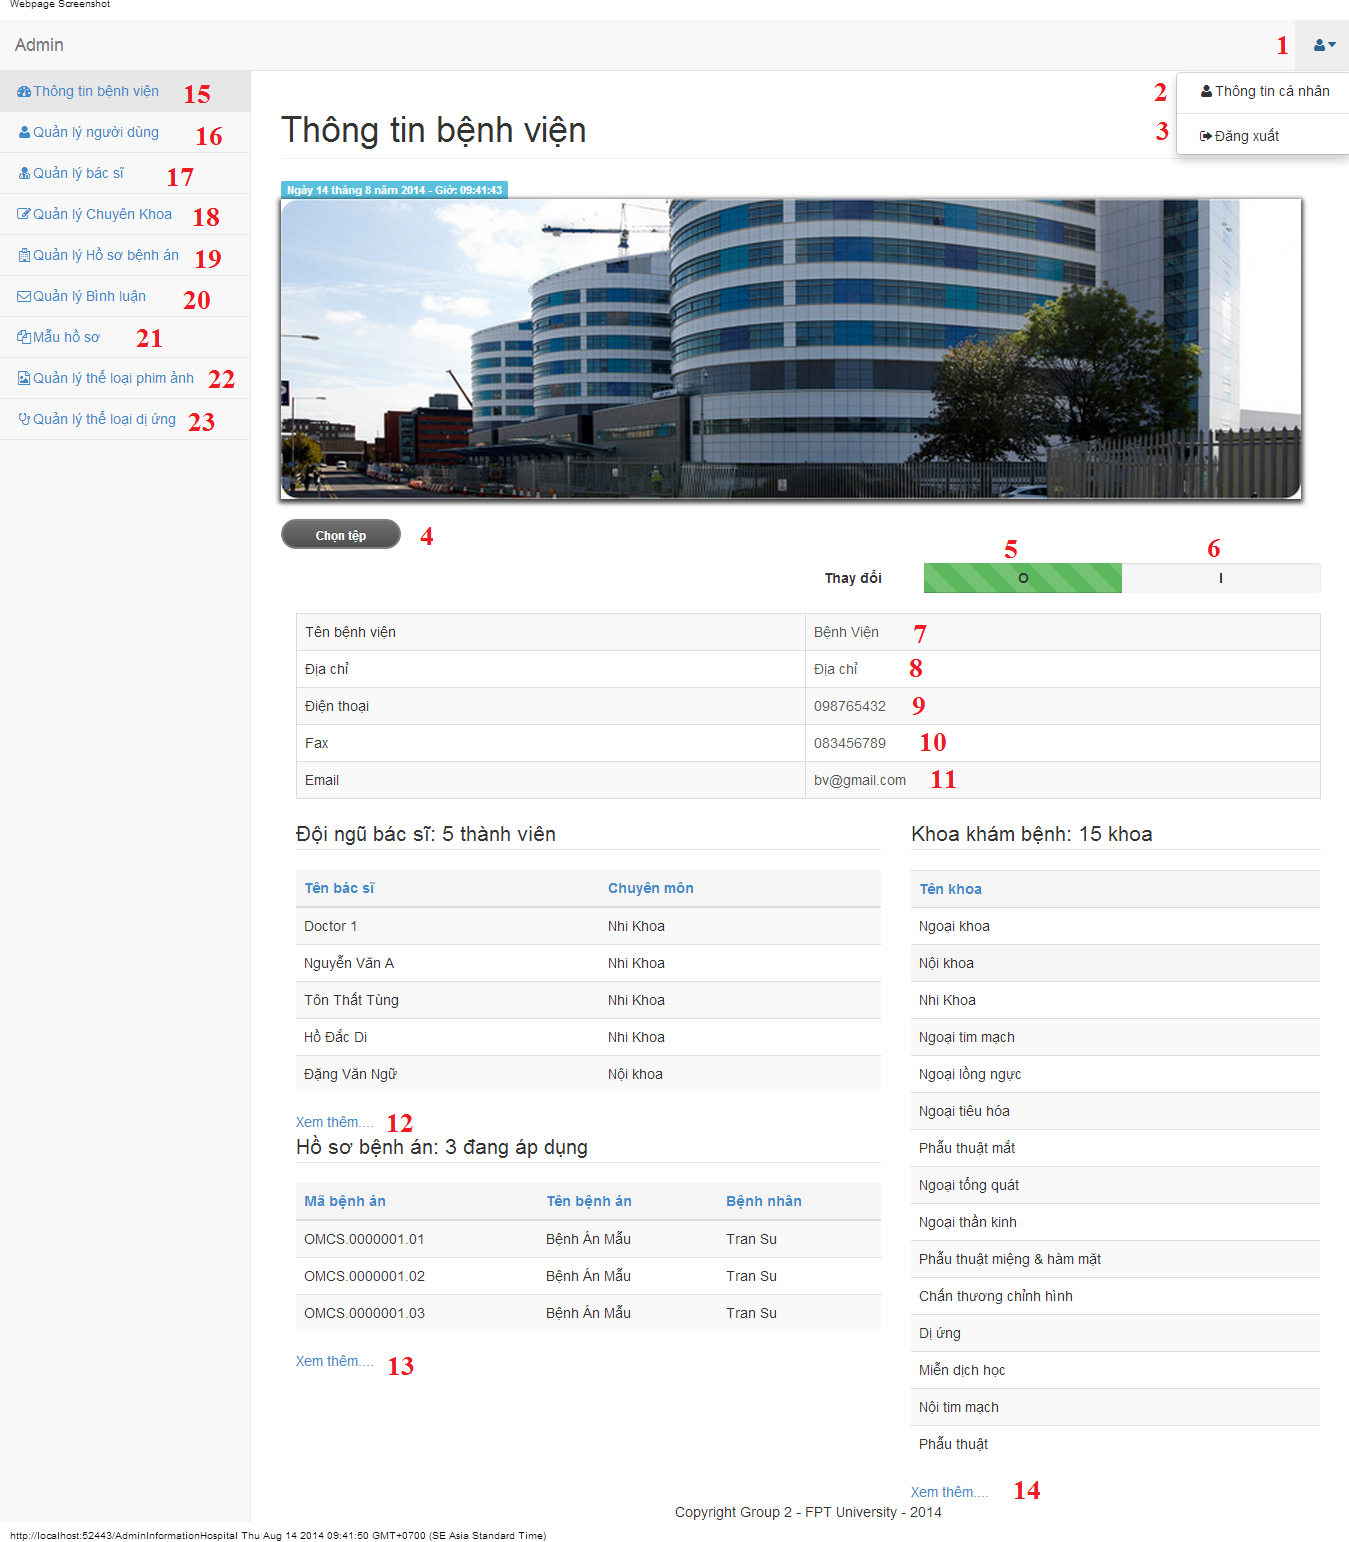 Webpage Screenshot
Admin
1
Thông tin bệnh viện 15
Quản lý người dùng 16
Quản lý bác sĩ 17
Quản lý Chuyên Khoa 18
Quản lý Hồ sơ bệnh án 19
Quản lý Bình luận 20
Mẫu hồ sơ 21
Quản lý thể loại phim ảnh 22
Quản lý thể loại dị ứng 23
2 Thông tin cá nhân
3 Đăng xuất
Thông tin bệnh viện
Ngày 14 tháng 8 năm 2014 - Giờ: 09:41:43
Chọn tệp 4
5 6
Thay đổi O I
Tên bệnh viện Bệnh Viện 7
Địa chỉ Địa chỉ 8
Điện thoại 098765432 9
Fax 083456789 10
Email bv@gmail.com 11
Đội ngũ bác sĩ: 5 thành viên
Tên bác sĩ Chuyên môn
Doctor 1 Nhi Khoa
Nguyễn Văn A Nhi Khoa
Tôn Thất Tùng Nhi Khoa
Hồ Đắc Di Nhi Khoa
Đặng Văn Ngữ Nội khoa
Xem thêm.... 12
Hồ sơ bệnh án: 3 đang áp dụng
Mã bệnh án Tên bệnh án Bệnh nhân
OMCS.0000001.01 Bệnh Án Mẫu Tran Su
OMCS.0000001.02 Bệnh Án Mẫu Tran Su
OMCS.0000001.03 Bệnh Án Mẫu Tran Su
Xem thêm.... 13
Khoa khám bệnh: 15 khoa
Tên khoa
Ngoại khoa
Nội khoa
Nhi Khoa
Ngoại tim mạch
Ngoại lồng ngực
Ngoại tiêu hóa
Phẫu thuật mắt
Ngoại tổng quát
Ngoại thần kinh
Phẫu thuật miệng & hàm mặt
Chấn thương chỉnh hình
Dị ứng
Miễn dịch học
Nội tim mạch
Phẫu thuật
Xem thêm.... 14
Copyright Group 2 - FPT University - 2014
http://localhost:52443/AdminInformationHospital Thu Aug 14 2014 09:41:50 GMT+0700 (SE Asia Standard Time)